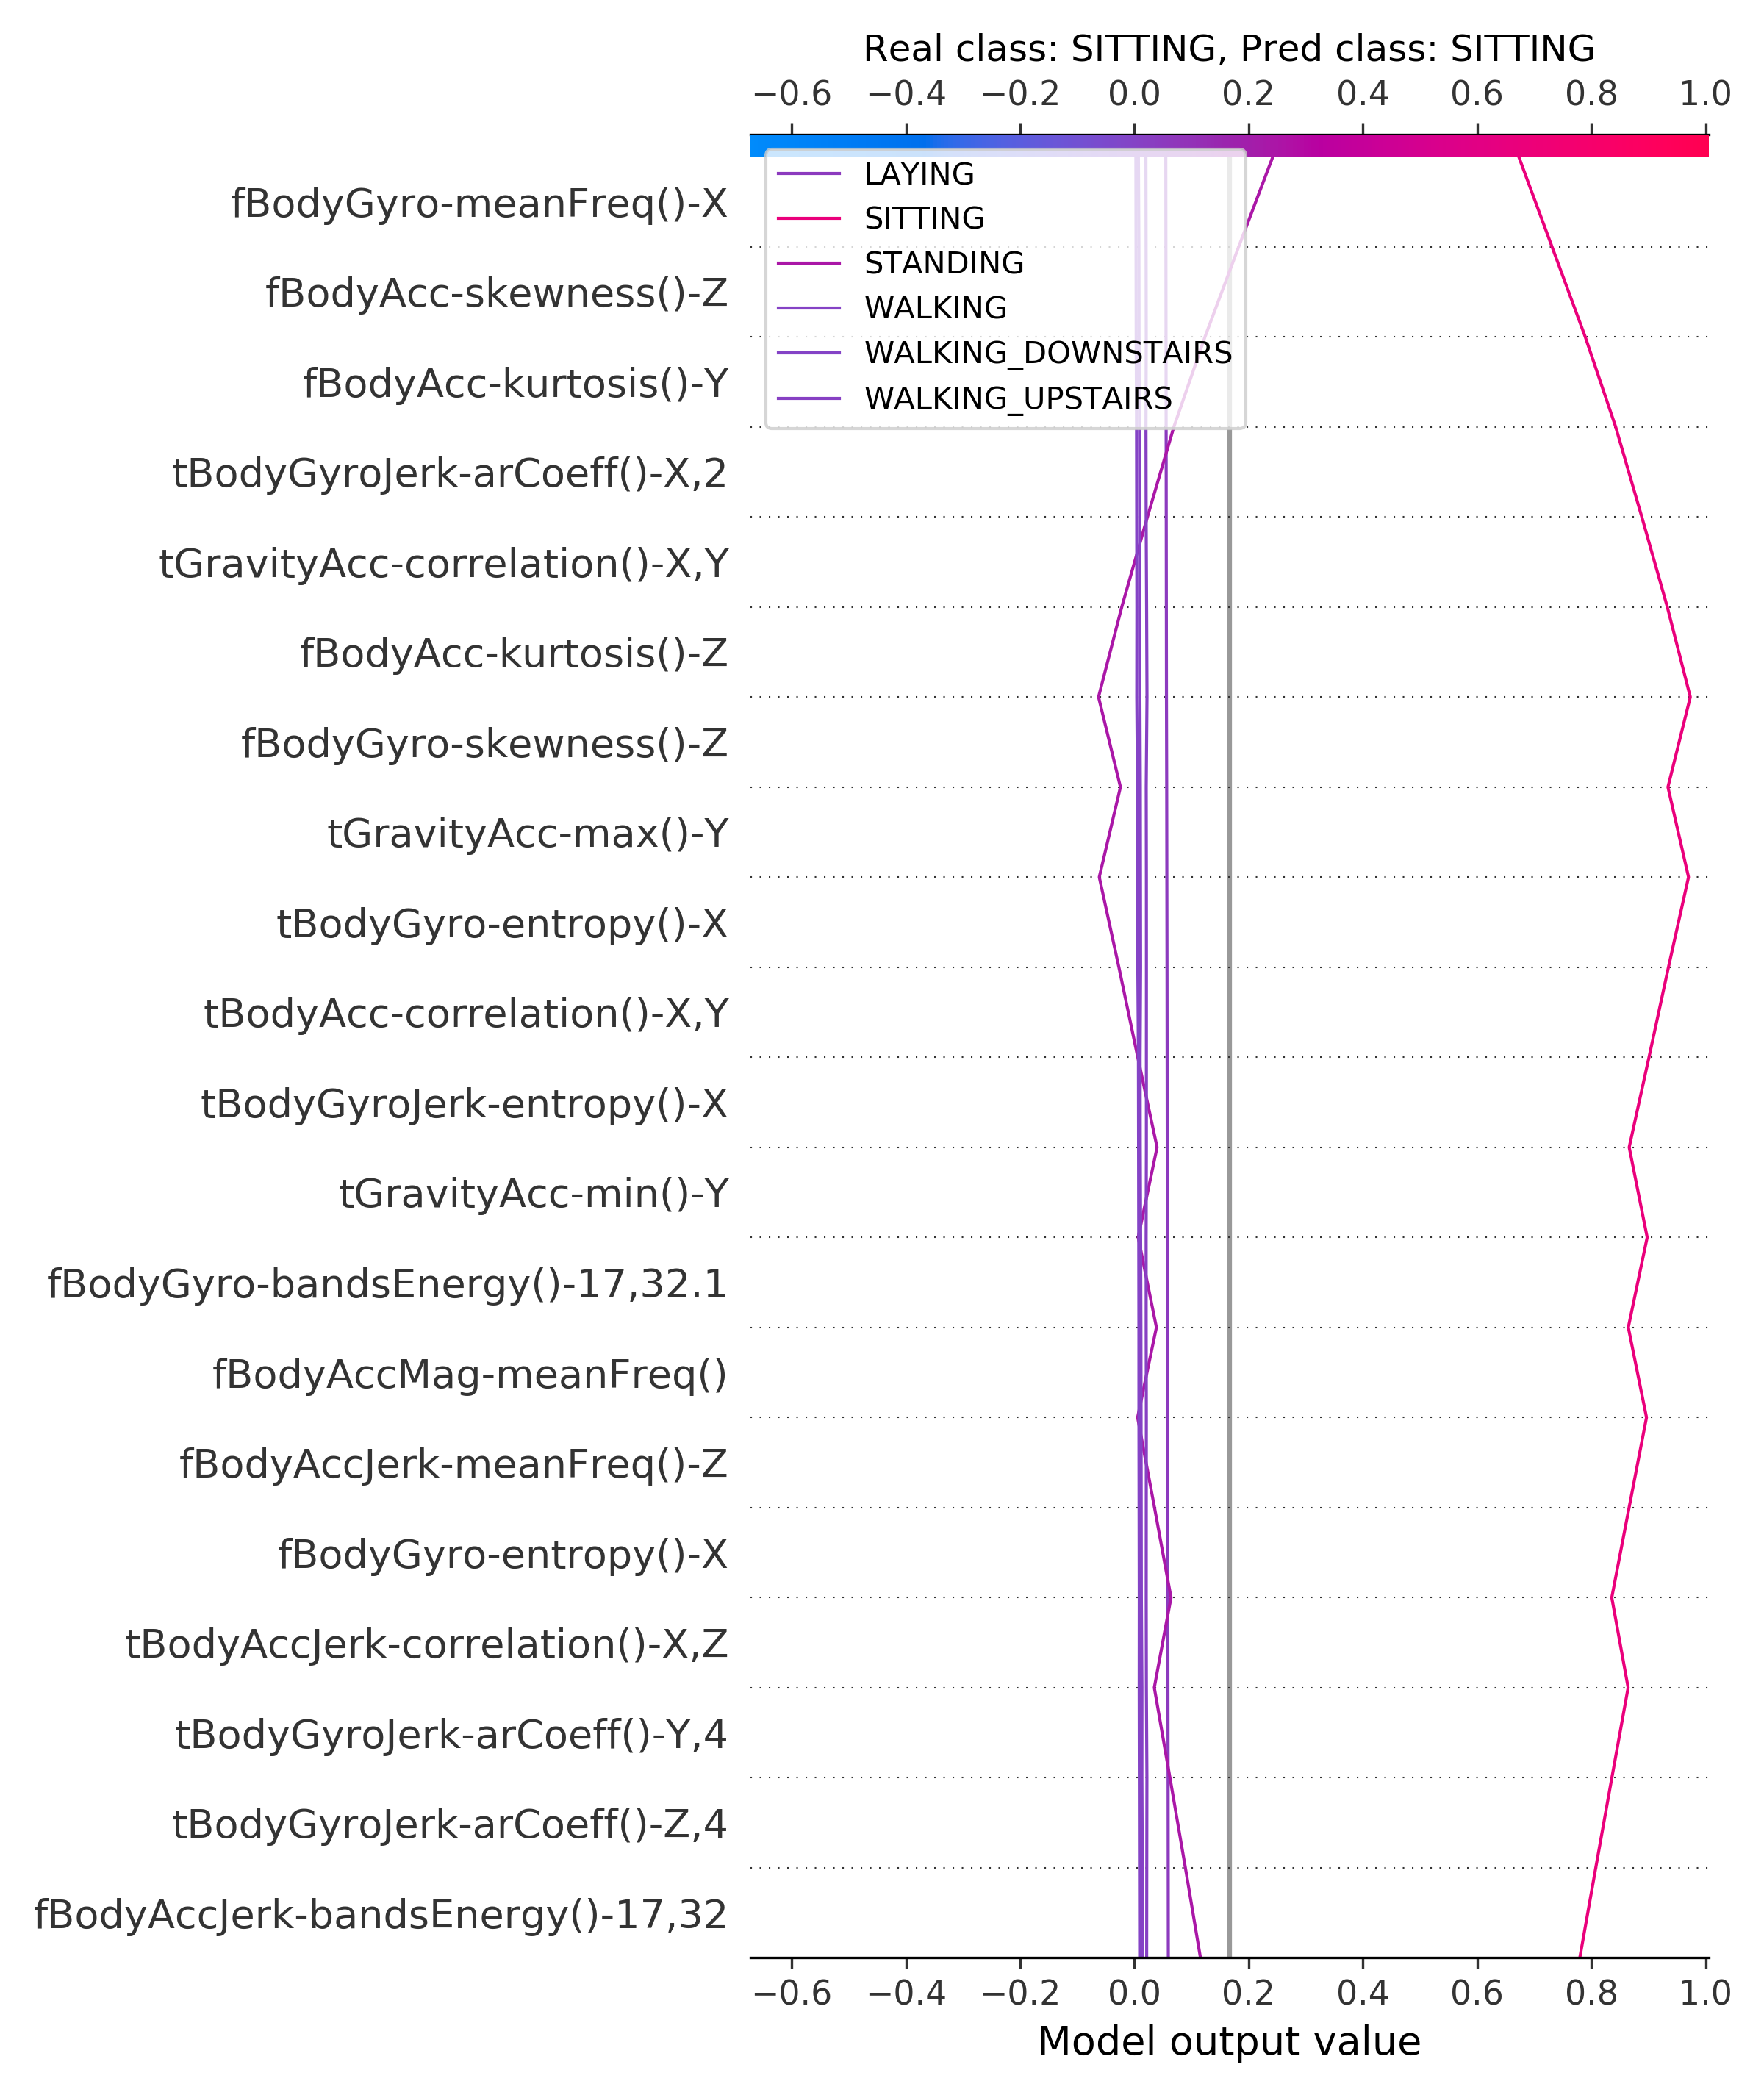 Real class: SITTING, Pred class: SITTING
−0.6 −0.4 −0.2 0.0 0.2 0.4 0.6 0.8 1.0
LAYING
SITTING
STANDING
WALKING
WALKING_DOWNSTAIRS
WALKING_UPSTAIRS
fBodyGyro-meanFreq()-X
fBodyAcc-skewness()-Z
fBodyAcc-kurtosis()-Y
tBodyGyroJerk-arCoeff()-X,2
tGravityAcc-correlation()-X,Y
fBodyAcc-kurtosis()-Z
fBodyGyro-skewness()-Z
tGravityAcc-max()-Y
tBodyGyro-entropy()-X
tBodyAcc-correlation()-X,Y
tBodyGyroJerk-entropy()-X
tGravityAcc-min()-Y
fBodyGyro-bandsEnergy()-17,32.1
fBodyAccMag-meanFreq()
fBodyAccJerk-meanFreq()-Z
fBodyGyro-entropy()-X
tBodyAccJerk-correlation()-X,Z
tBodyGyroJerk-arCoeff()-Y,4
tBodyGyroJerk-arCoeff()-Z,4
fBodyAccJerk-bandsEnergy()-17,32
−0.6 −0.4 −0.2 0.0 0.2 0.4 0.6 0.8 1.0
Model output value